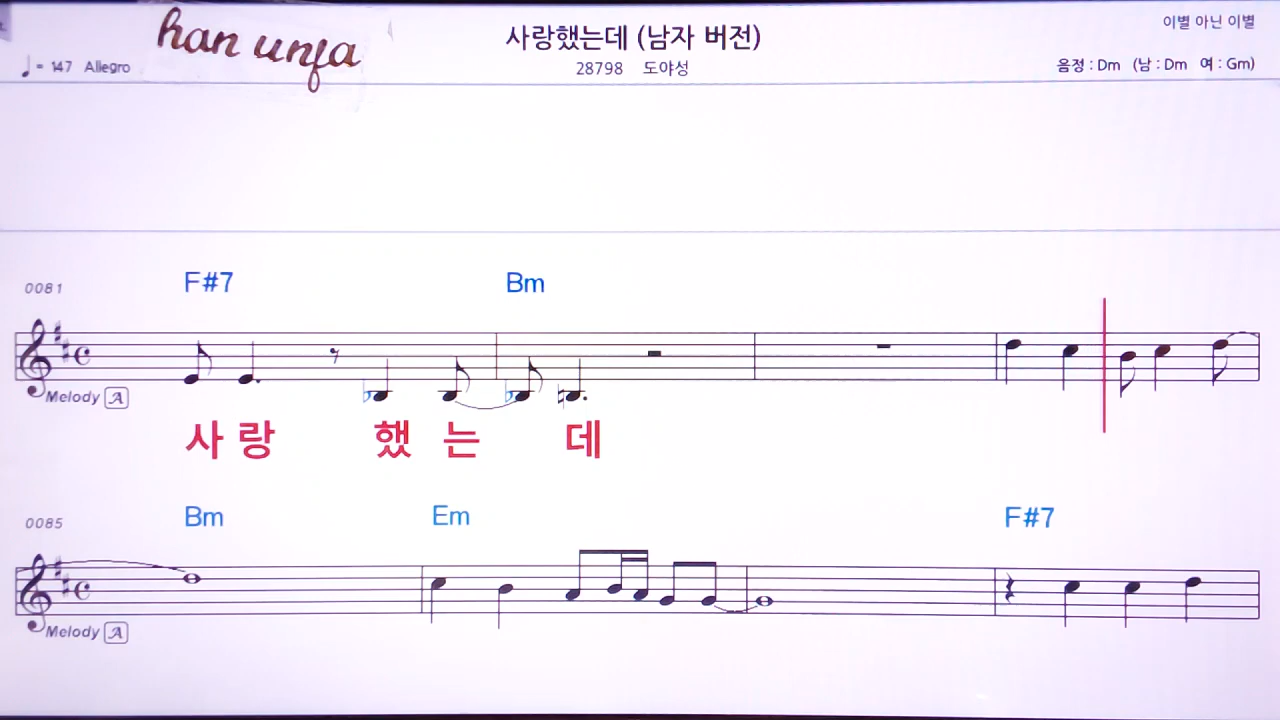 han unfa
사랑했는데 (남자 버전)
이별 아닌 이별
♩= 147 Allegro
28798 도야성
음정 : Dm (남 : Dm 여 : Gm)
F#7 Bm
0081
Melody A
사랑 했는 데
Bm Em F#7
0085
Melody A